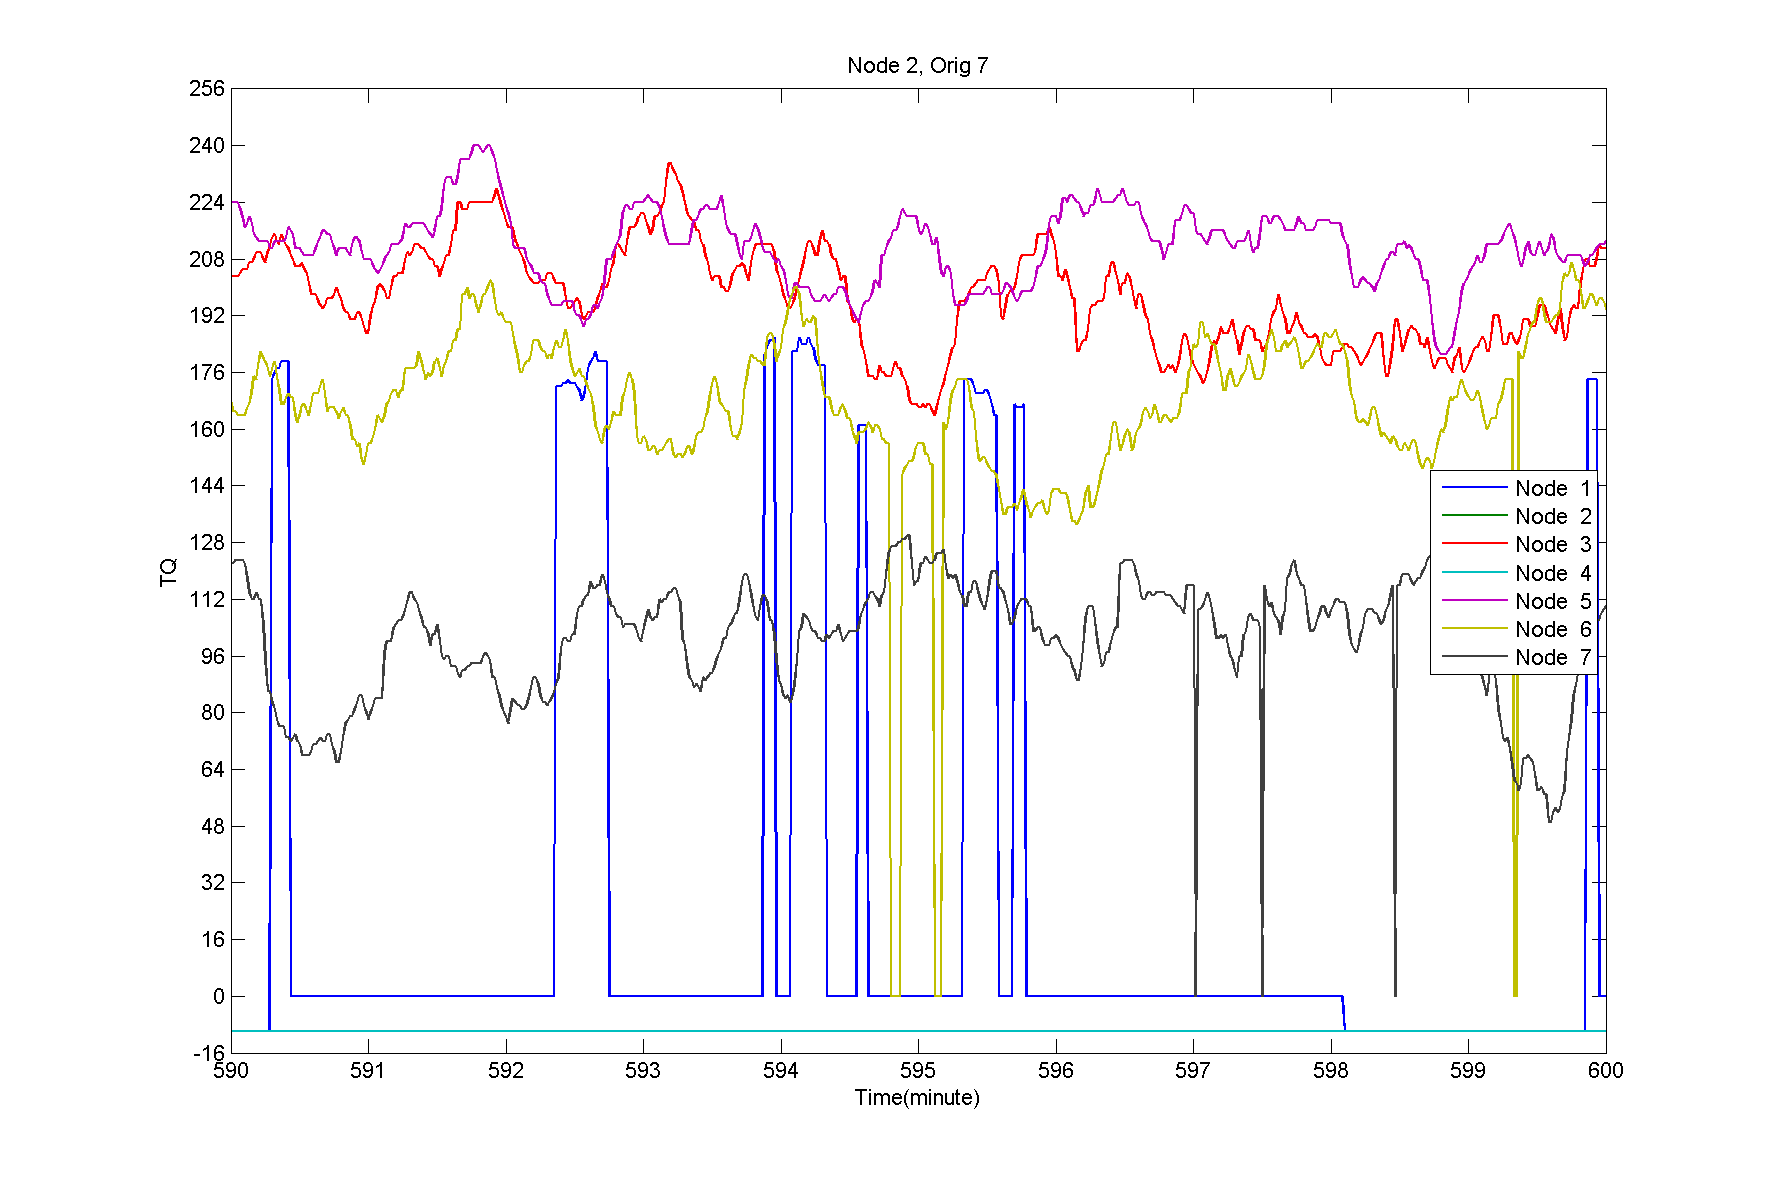 Node 2, Orig 7
256
240
224
208
192
176
160
144
128
112
96
80
64
48
32
16
0
-16
TQ
Node 1
Node 2
Node 3
Node 4
Node 5
Node 6
Node 7
590 591 592 593 594 595 596 597 598 599 600
Time(minute)